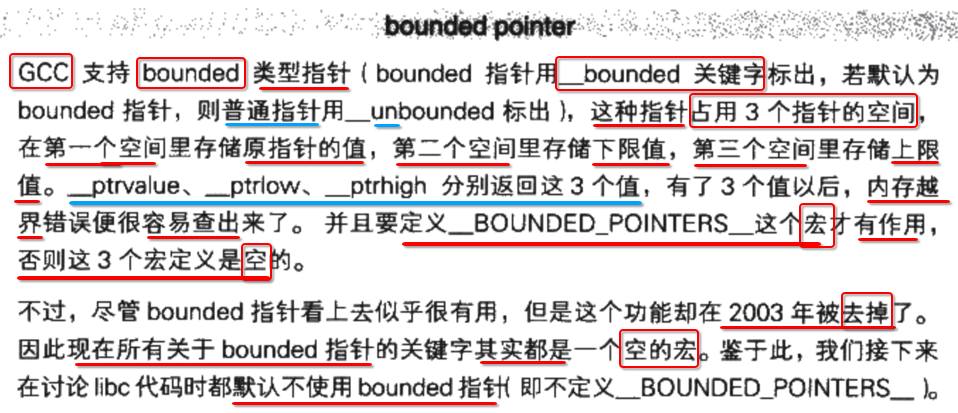 bounded pointer
GCC 支持 bounded 类型指针（bounded 指针用__bounded 关键字标出，若默认为
bounded 指针，则普通指针用__unbounded 标出），这种指针占用 3 个指针的空间，
在第一个空间里存储原指针的值，第二个空间里存储下限值，第三个空间里存储上限
值。__ptrvalue、__ptrlow、__ptrhigh 分别返回这 3 个值，有了 3 个值以后，内存越
界错误便很容易查出来了。 并且要定义__BOUNDED_POINTERS__这个宏才有作用，
否则这 3 个宏定义是空的。
不过，尽管 bounded 指针看上去似乎很有用，但是这个功能却在 2003 年被去掉了。
因此现在所有关于 bounded 指针的关键字其实都是一个空的宏。鉴于此，我们接下来
在讨论 libc 代码时都默认不使用 bounded 指针（即不定义__BOUNDED_POINTERS__）。